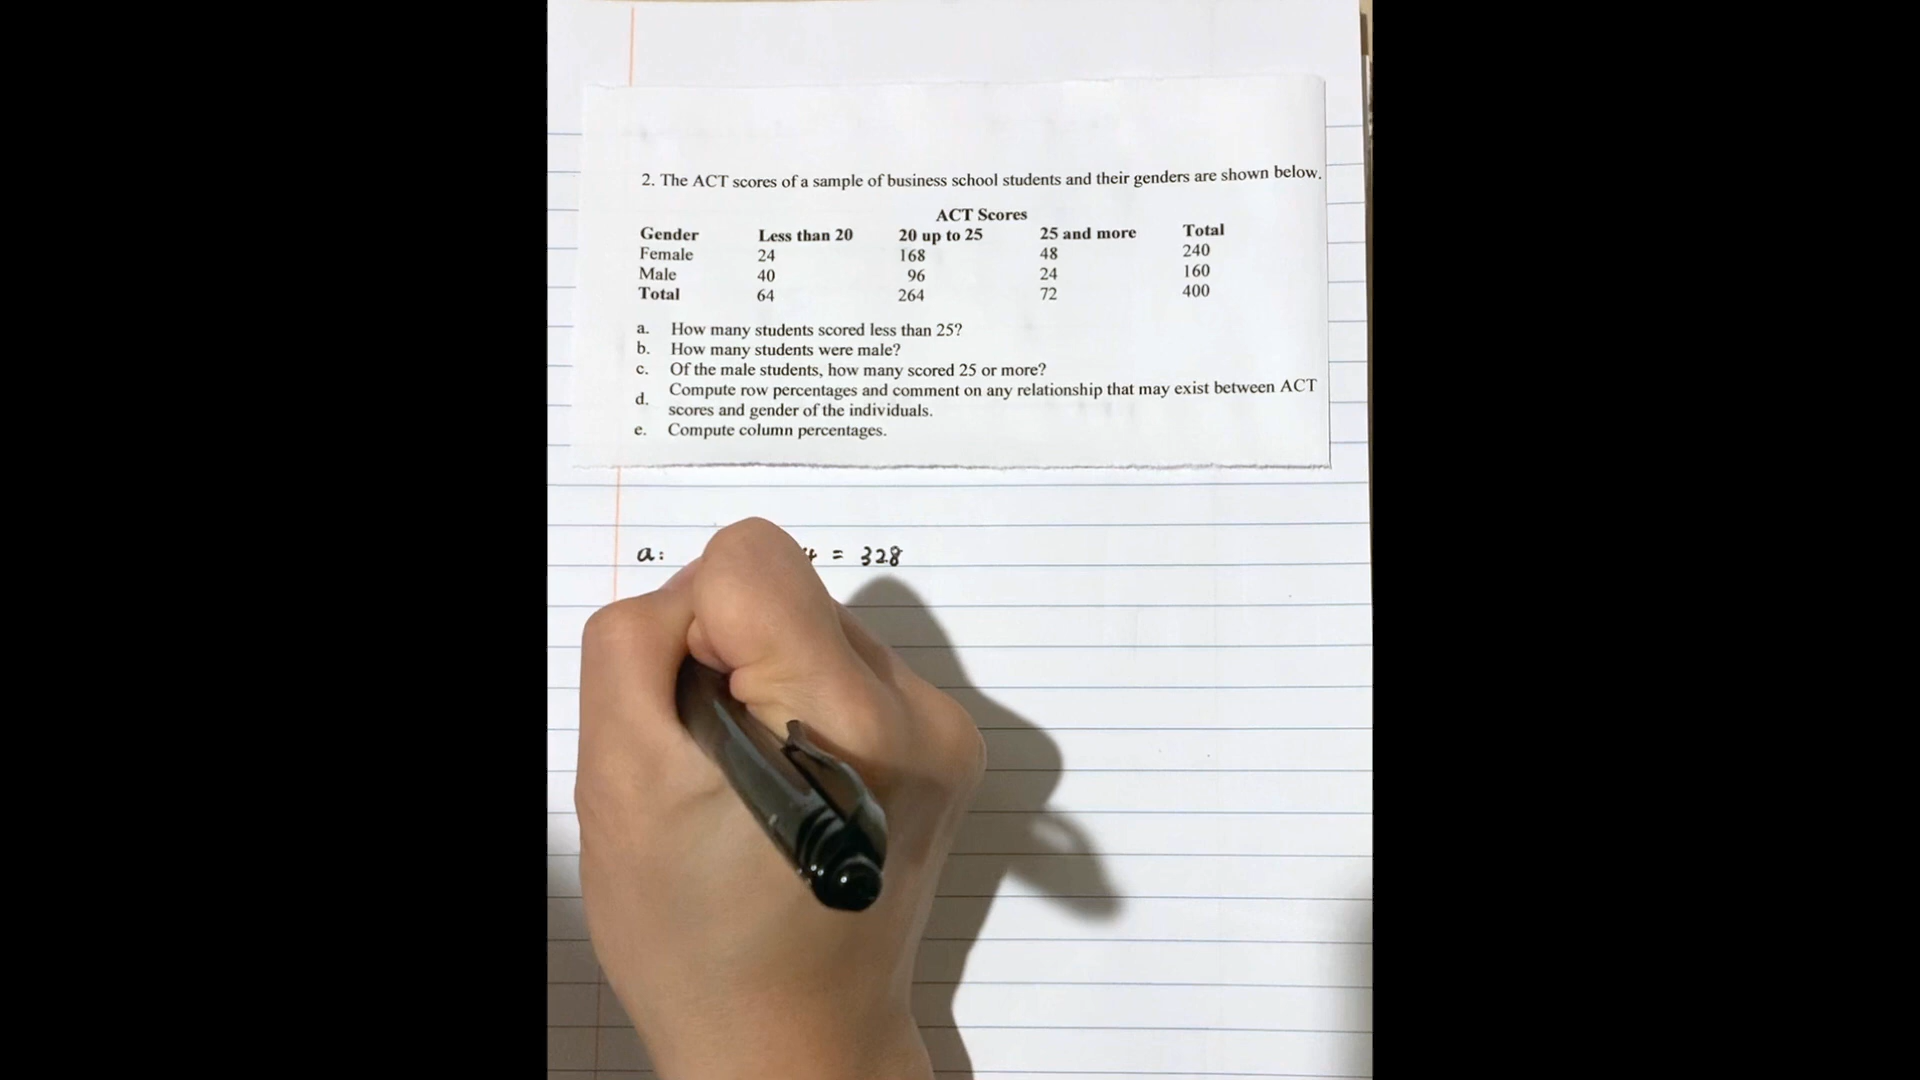 2. The ACT scores of a sample of business school students and their genders are shown below.
ACT Scores
Gender Less than 20 20 up to 25 25 and more Total
Female 24 168 48 240
Male 40 96 24 160
Total 64 264 72 400
a. How many students scored less than 25?
b. How many students were male?
c. Of the male students, how many scored 25 or more?
d. Compute row percentages and comment on any relationship that may exist between ACT
scores and gender of the individuals.
e. Compute column percentages.
a: = 328